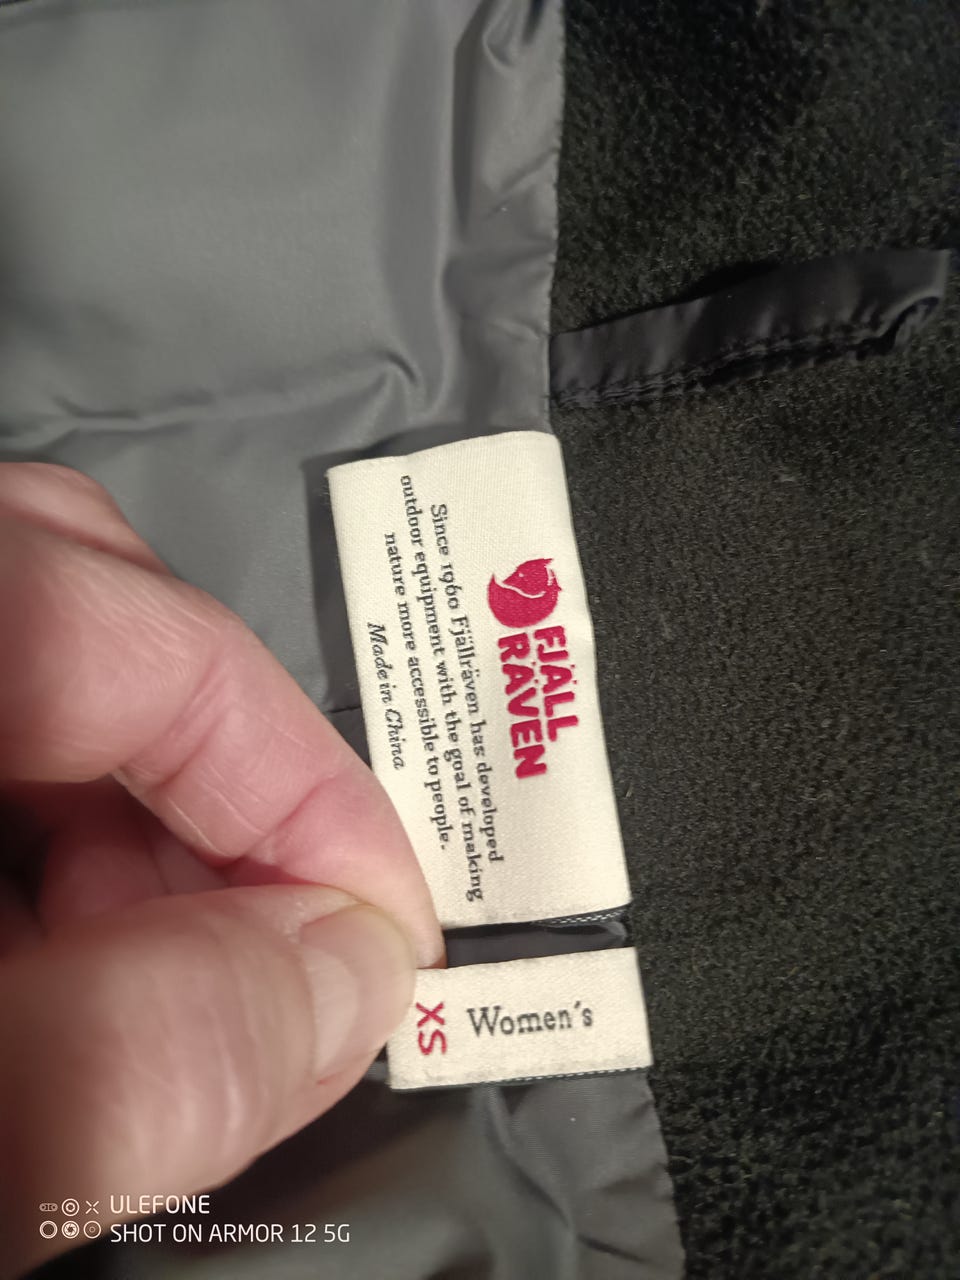 FJÄLL
RÄVEN
Since 1960 Fjällräven has developed
outdoor equipment with the goal of making
nature more accessible to people.
Made in China
XS
Women´s
ULEFONE
SHOT ON ARMOR 12 5G